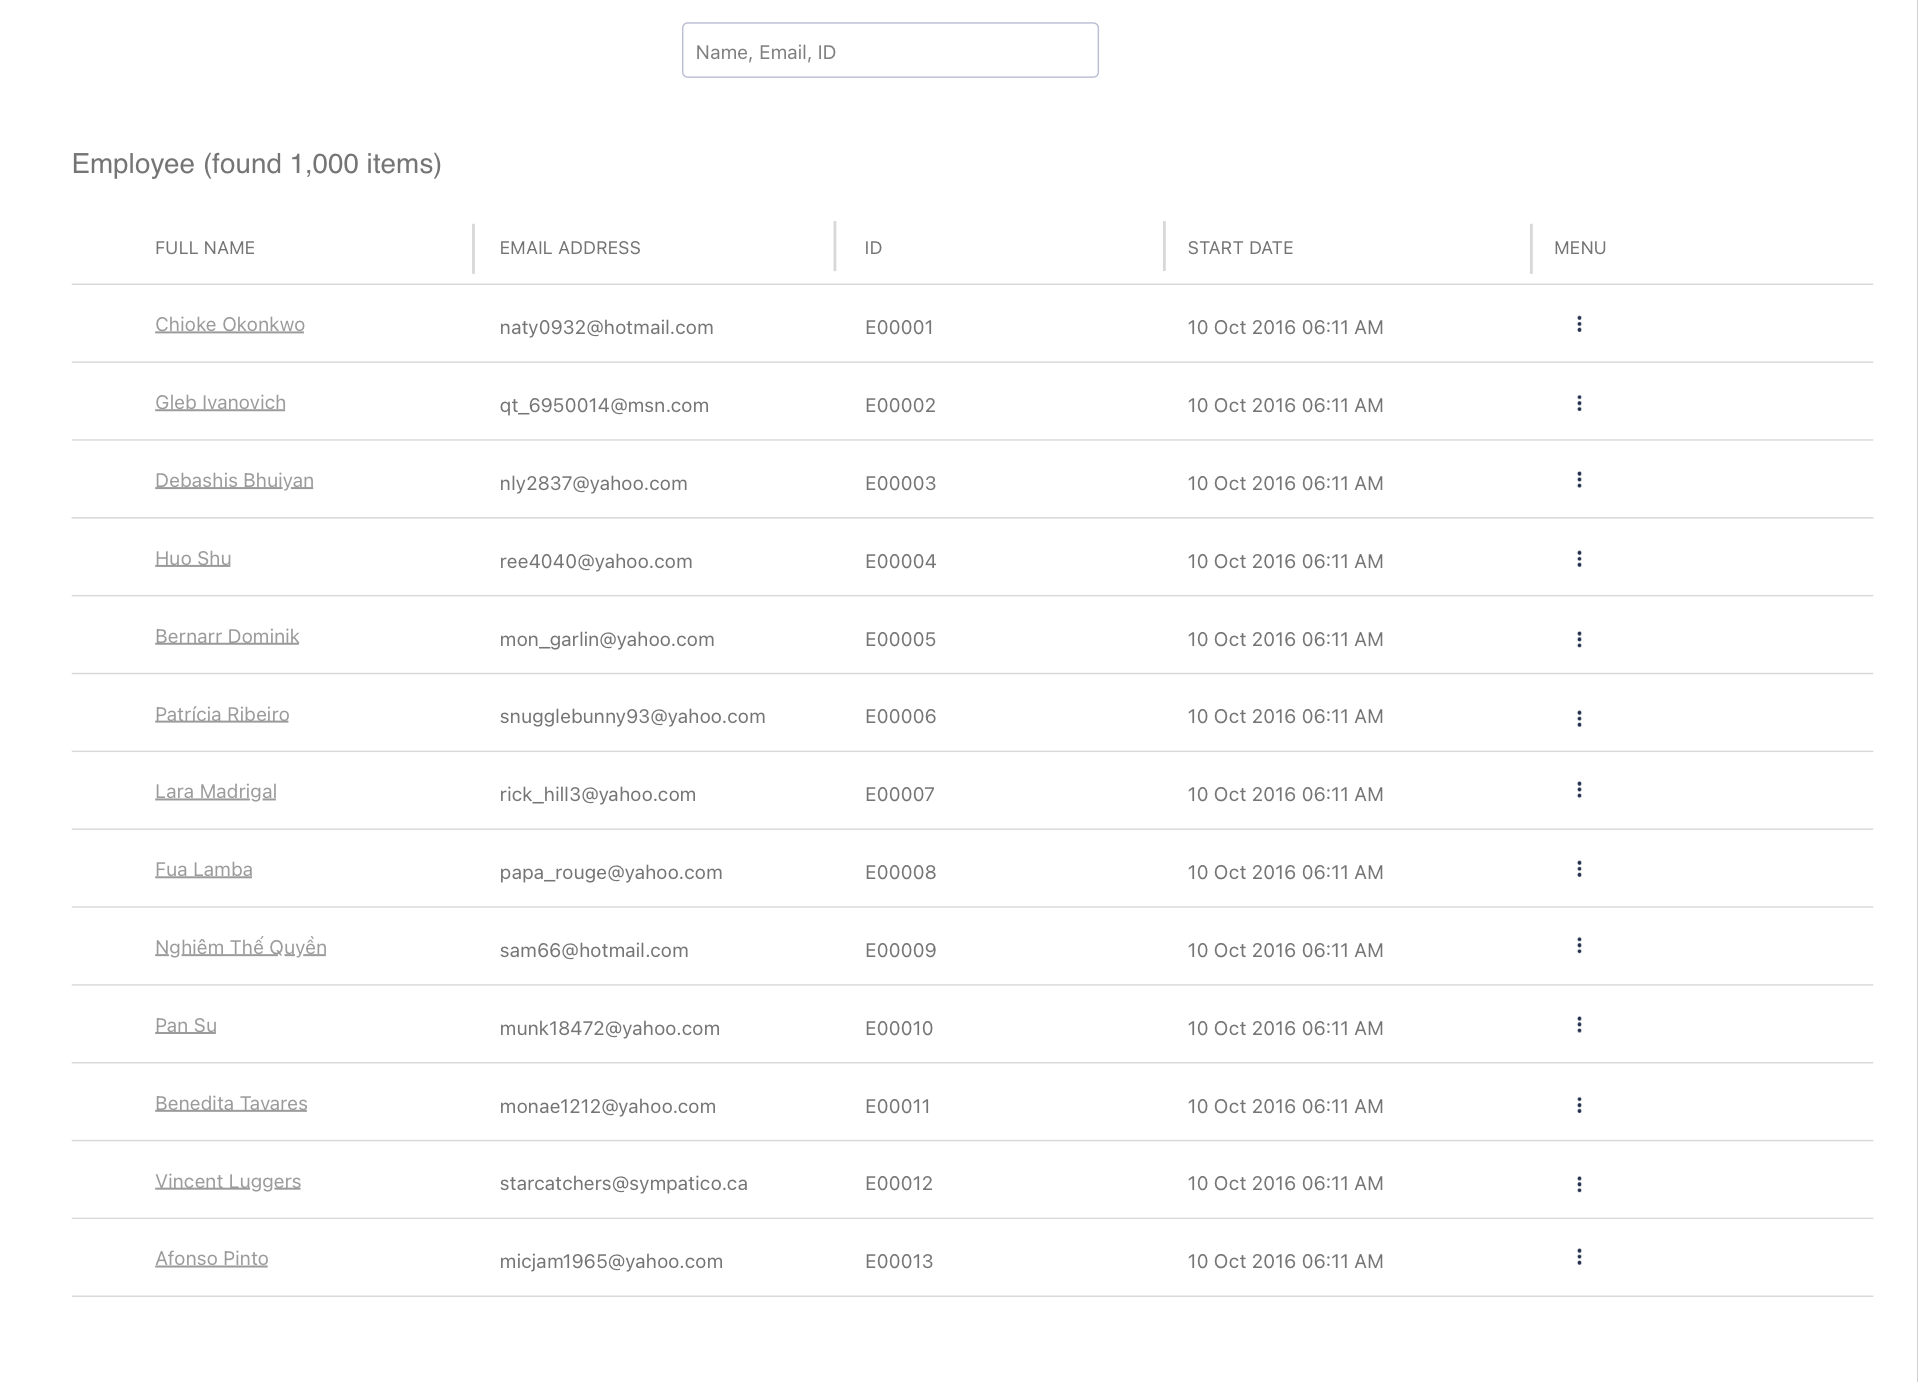 Name, Email, ID
Employee (found 1,000 items)
FULL NAME EMAIL ADDRESS ID START DATE MENU
Chioke Okonkwo naty0932@hotmail.com E00001 10 Oct 2016 06:11 AM
Gleb Ivanovich qt_6950014@msn.com E00002 10 Oct 2016 06:11 AM
Debashis Bhuiyan nly2837@yahoo.com E00003 10 Oct 2016 06:11 AM
Huo Shu ree4040@yahoo.com E00004 10 Oct 2016 06:11 AM
Bernarr Dominik mon_garlin@yahoo.com E00005 10 Oct 2016 06:11 AM
Patrícia Ribeiro snugglebunny93@yahoo.com E00006 10 Oct 2016 06:11 AM
Lara Madrigal rick_hill3@yahoo.com E00007 10 Oct 2016 06:11 AM
Fua Lamba papa_rouge@yahoo.com E00008 10 Oct 2016 06:11 AM
Nghiêm Thế Quyền sam66@hotmail.com E00009 10 Oct 2016 06:11 AM
Pan Su munk18472@yahoo.com E00010 10 Oct 2016 06:11 AM
Benedita Tavares monae1212@yahoo.com E00011 10 Oct 2016 06:11 AM
Vincent Luggers starcatchers@sympatico.ca E00012 10 Oct 2016 06:11 AM
Afonso Pinto micjam1965@yahoo.com E00013 10 Oct 2016 06:11 AM